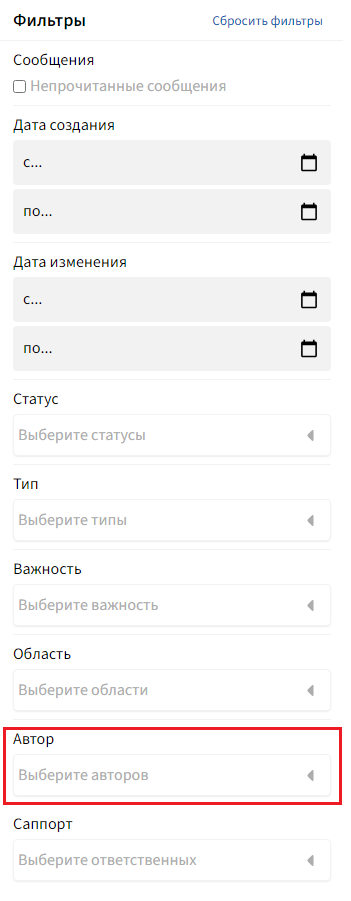 Фильтры Сбросить фильтры
Сообщения
Непрочитанные сообщения
Дата создания
с...
по...
Дата изменения
с...
по...
Статус
Выберите статусы
Тип
Выберите типы
Важность
Выберите важность
Область
Выберите области
Автор
Выберите авторов
Саппорт
Выберите ответственных